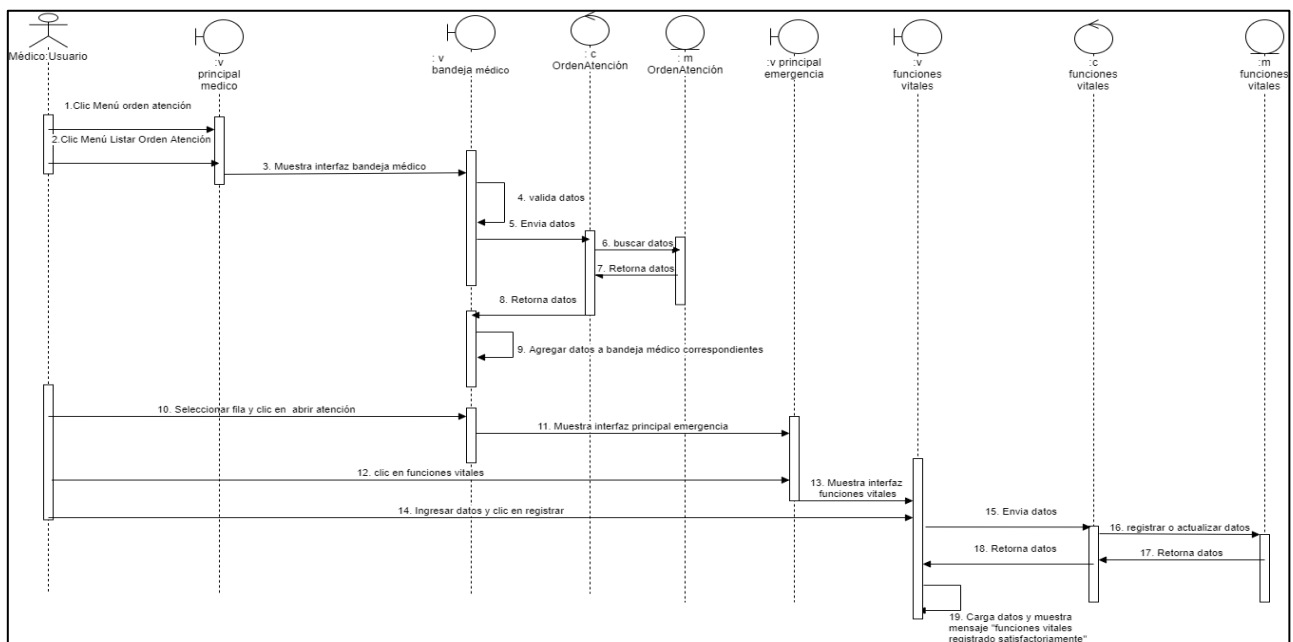 Médico:Usuario
:v
principal
medico
: v
bandeja médico
: c
OrdenAtención
: m
OrdenAtención
:v principal
emergencia
:v
funciones
vitales
:c
funciones
vitales
:m
funciones
vitales
1.Clic Menú orden atención
2.Clic Menú Listar Orden Atención
3. Muestra interfaz bandeja médico
4. valida datos
5. Envia datos
6. buscar datos
7. Retorna datos
8. Retorna datos
9. Agregar datos a bandeja médico correspondientes
10. Seleccionar fila y clic en abrir atención
11. Muestra interfaz principal emergencia
12. clic en funciones vitales
13. Muestra interfaz
funciones vitales
14. Ingresar datos y clic en registrar
15. Envia datos
16. registrar o actualizar datos
17. Retorna datos
18. Retorna datos
19. Carga datos y muestra
mensaje "funciones vitales
registrado satisfactoriamente"